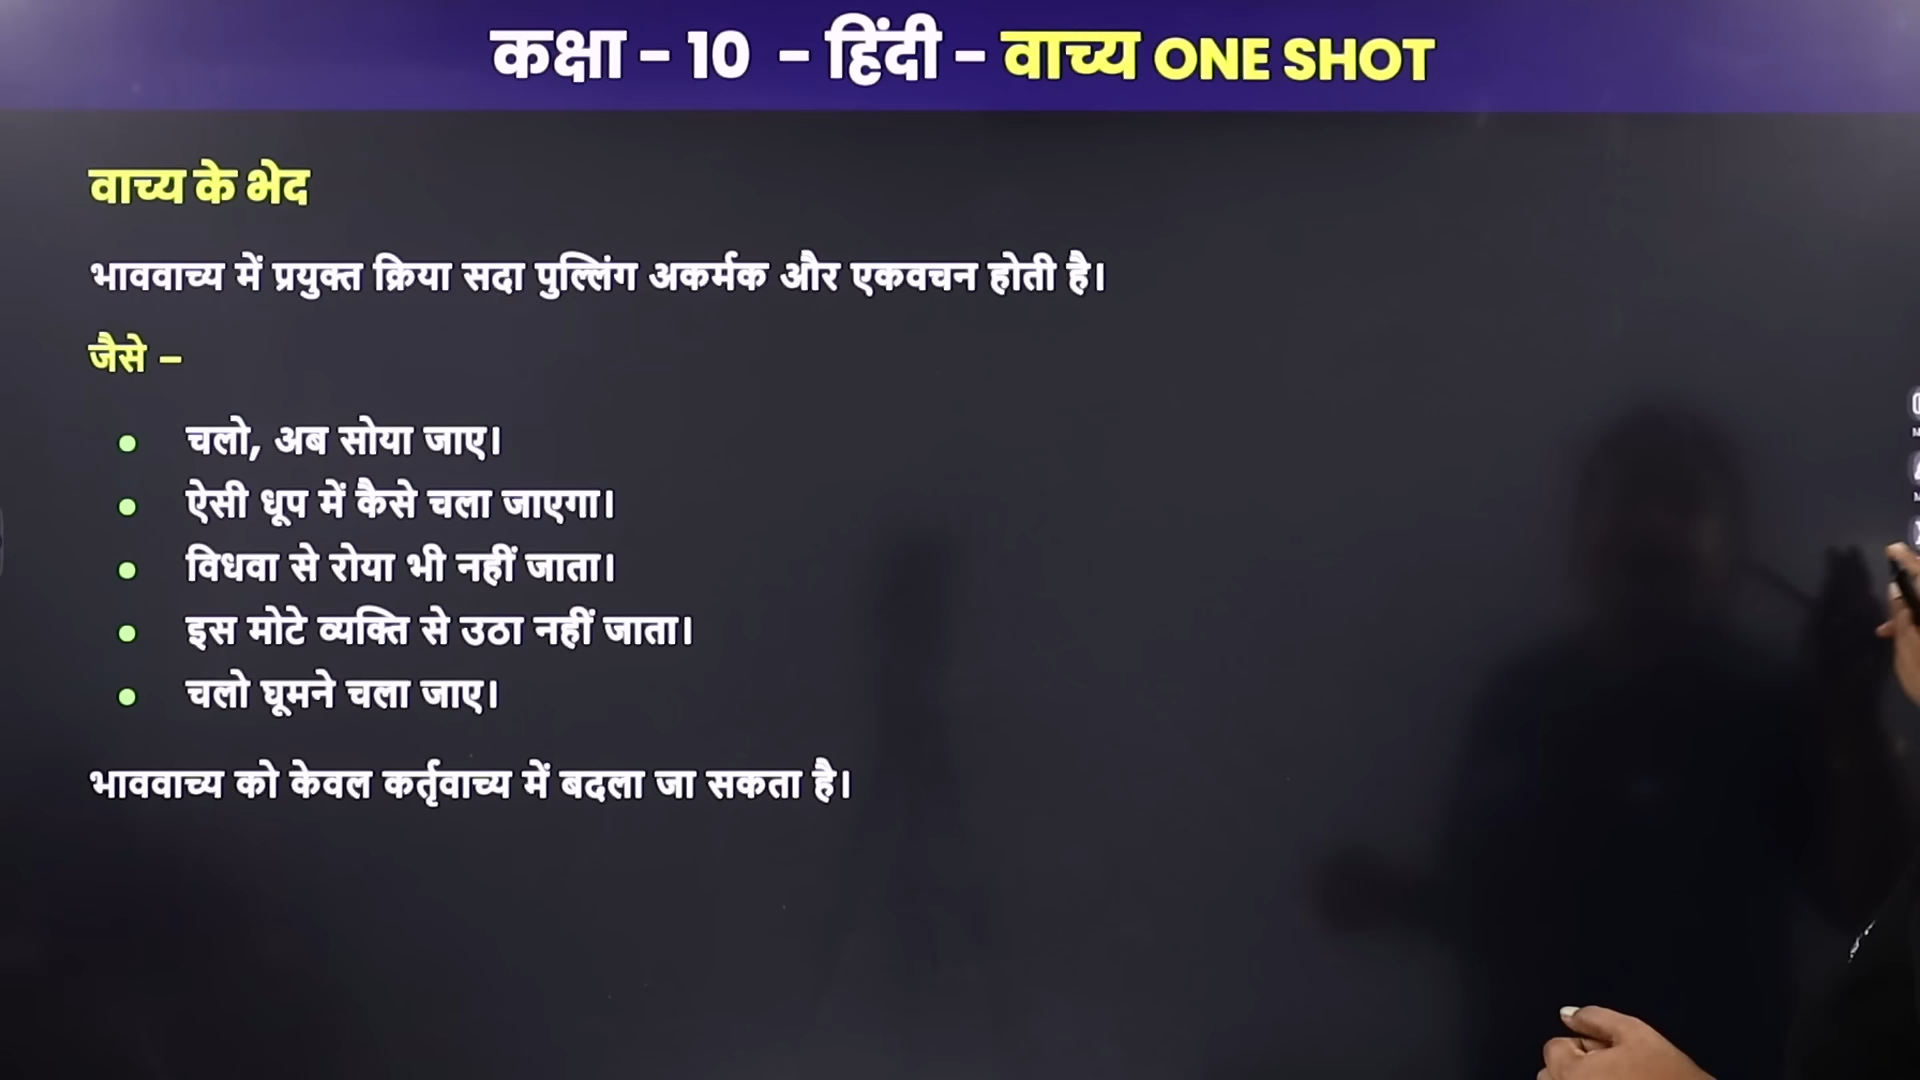 कक्षा – 10 – हिंदी – वाच्य ONE SHOT
वाच्य के भेद
भाववाच्य में प्रयुक्त क्रिया सदा पुल्लिंग अकर्मक और एकवचन होती है।
जैसे –
• चलो, अब सोया जाए।
• ऐसी धूप में कैसे चला जाएगा।
• विधवा से रोया भी नहीं जाता।
• इस मोटे व्यक्ति से उठा नहीं जाता।
• चलो घूमने चला जाए।
भाववाच्य को केवल कर्तृवाच्य में बदला जा सकता है।